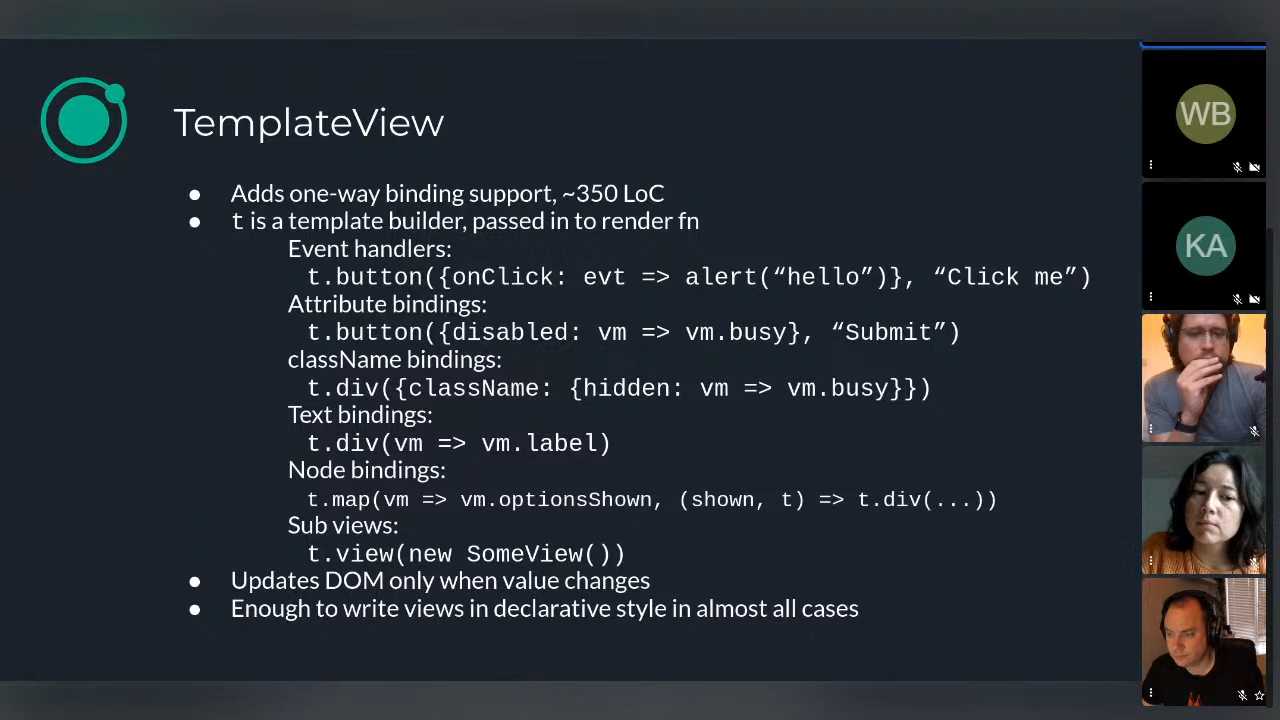 TemplateView
● Adds one-way binding support, ~350 LoC
● t is a template builder, passed in to render fn
Event handlers:
t.button({onClick: evt => alert(“hello”)}, “Click me”)
Attribute bindings:
t.button({disabled: vm => vm.busy}, “Submit”)
className bindings:
t.div({className: {hidden: vm => vm.busy}})
Text bindings:
t.div(vm => vm.label)
Node bindings:
t.map(vm => vm.optionsShown, (shown, t) => t.div(...))
Sub views:
t.view(new SomeView())
● Updates DOM only when value changes
● Enough to write views in declarative style in almost all cases
WB
KA